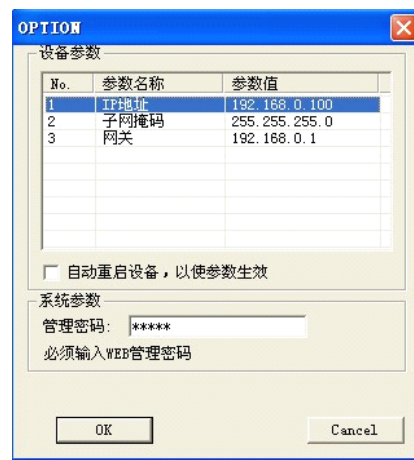 OPTION
设备参数
No. 参数名称 参数值
1 IP地址 192.168.0.100
2 子网掩码 255.255.255.0
3 网关 192.168.0.1
自动重启设备，以使参数生效
系统参数
管理密码: *****
必须输入WEB管理密码
OK Cancel